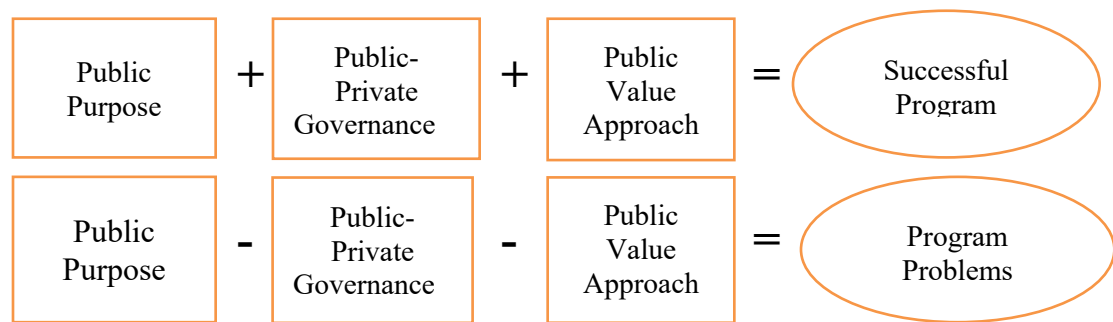 Public
Purpose
+
Public-
Private
Governance
+
Public
Value
Approach
=
Successful
Program
Public
Purpose
-
Public-
Private
Governance
-
Public
Value
Approach
=
Program
Problems